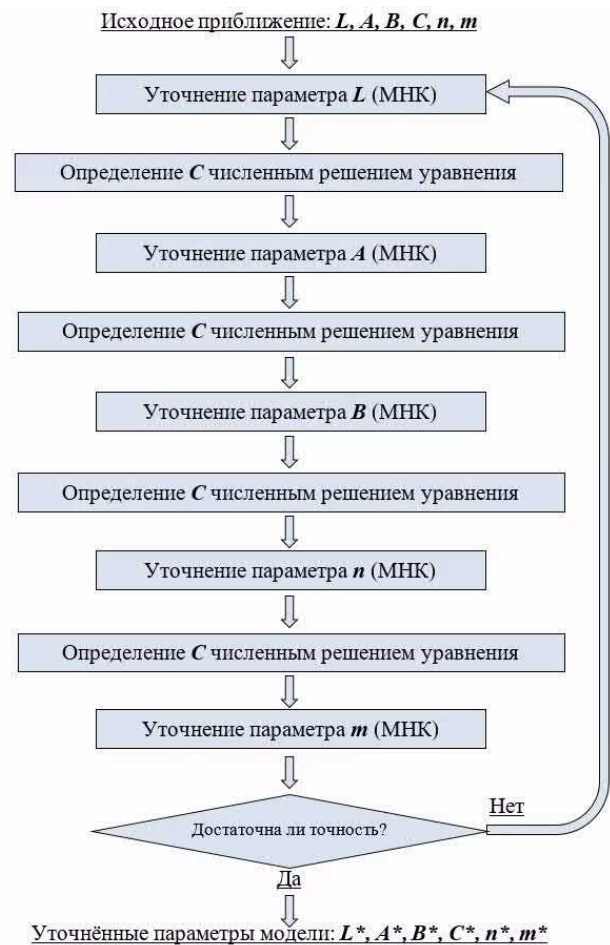 Исходное приближение: L, A, B, C, n, m
Уточнение параметра L (МНК)
Определение C численным решением уравнения
Уточнение параметра A (МНК)
Определение C численным решением уравнения
Уточнение параметра B (МНК)
Определение C численным решением уравнения
Уточнение параметра n (МНК)
Определение C численным решением уравнения
Уточнение параметра m (МНК)
Достаточна ли точность?
Нет
Да
Уточнённые параметры модели: L*, A*, B*, C*, n*, m*